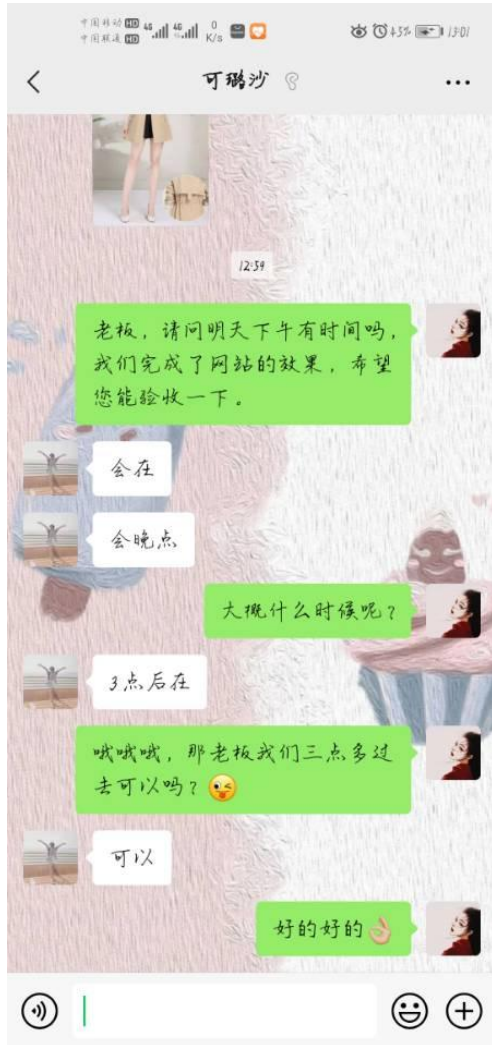 中国移动 HD 4G 4G 0 K/s 45% 13:01
中国联通 HD
可璐沙
12:59
老板，请问明天下午有时间吗，
我们完成了网站的效果，希望
您能验收一下。
会在
会晚点
大概什么时候呢？
3点后在
哦哦哦，那老板我们三点多过
去可以吗？😜
可以
好的好的👌